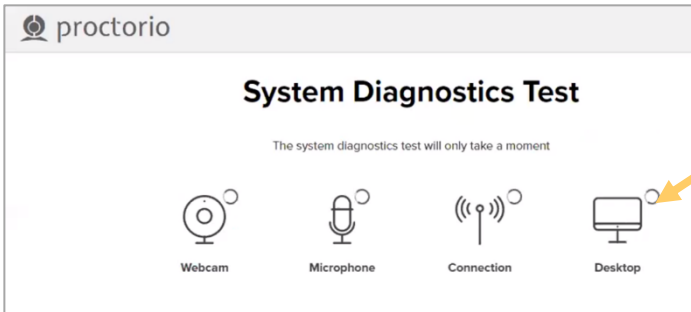 proctorio
System Diagnostics Test
The system diagnostics test will only take a moment
Webcam Microphone Connection Desktop